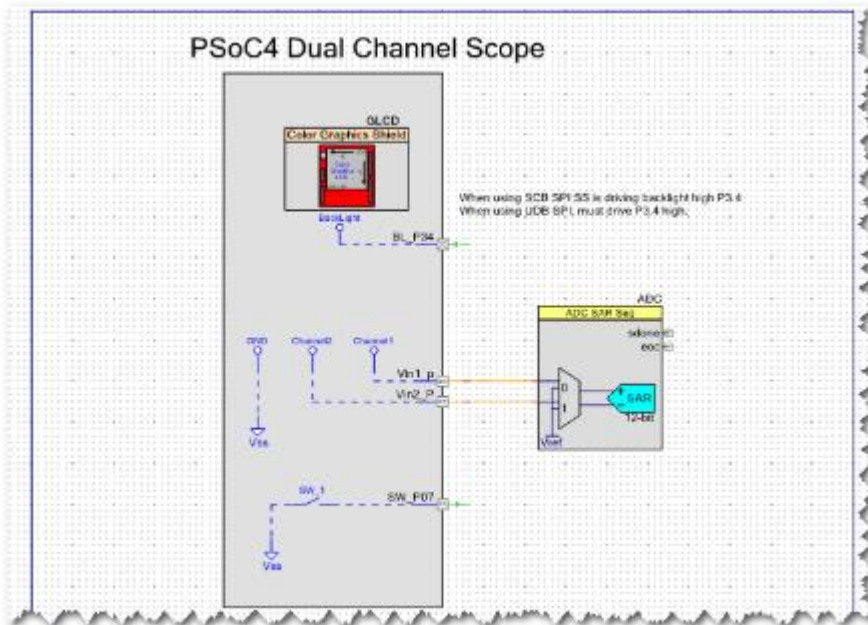 PSoC4 Dual Channel Scope
GLCD
Color Graphics Shield
BackLight
BL_P34
When using SCB SPI SS is driving backlight high P3.4
When using UDB SPI, must drive P3.4 high.
ADC
ADC SAR Seq
sdone
eoc
GND
Channel2
Channel1
Vin1_p
Vin2_P
0
1
SAR
12-bit
Vref
Vss
SW_1
SW_P07
Vss